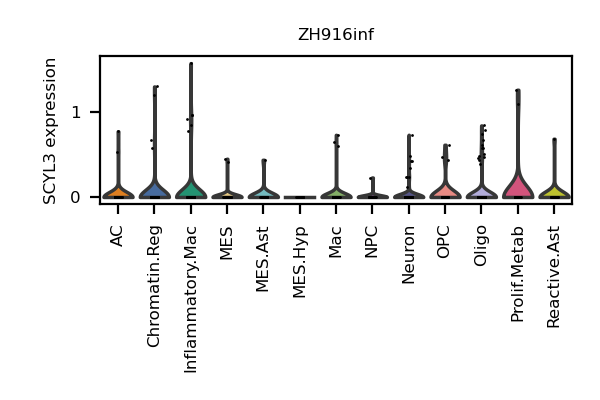 ZH916inf
SCYL3 expression
1
0
AC
Chromatin.Reg
Inflammatory.Mac
MES
MES.Ast
MES.Hyp
Mac
NPC
Neuron
OPC
Oligo
Prolif.Metab
Reactive.Ast